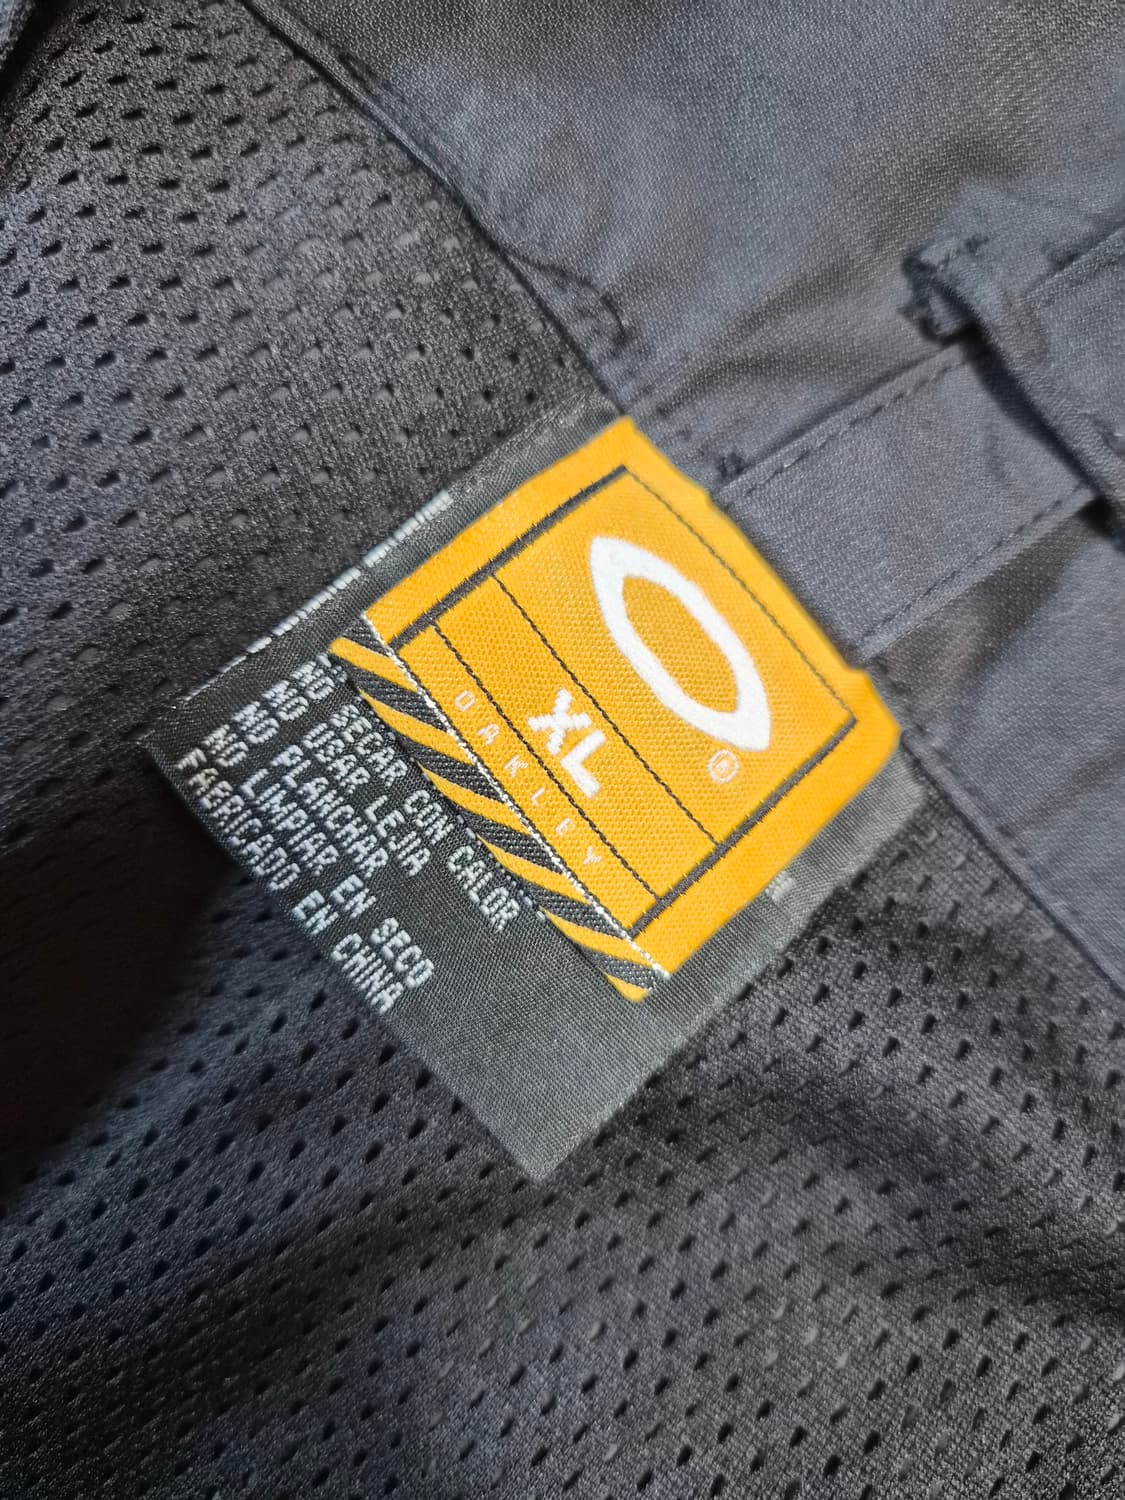 ®
XL
OAKLEY
NO SECAR CON CALOR
NO USAR LEJIA
NO PLANCHAR
NO LIMPIAR EN SECO
FABRICADO EN CHINA